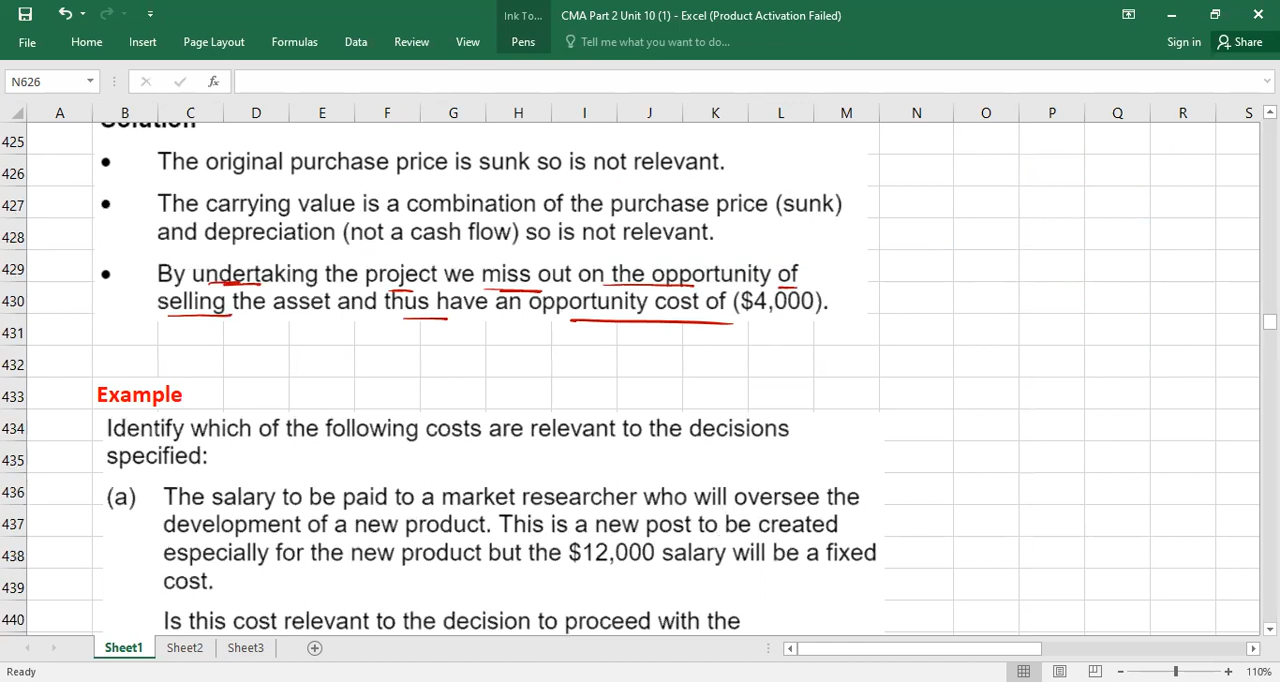 Ink To...
CMA Part 2 Unit 10 (1) - Excel (Product Activation Failed)
File Home Insert Page Layout Formulas Data Review View Pens Tell me what you want to do... Sign in Share
N626 fx
A B C D E F G H I J K L M N O P Q R S
Solution
425
426 • The original purchase price is sunk so is not relevant.
427 • The carrying value is a combination of the purchase price (sunk)
428 and depreciation (not a cash flow) so is not relevant.
429 • By undertaking the project we miss out on the opportunity of
430 selling the asset and thus have an opportunity cost of ($4,000).
431
432
433 Example
434 Identify which of the following costs are relevant to the decisions
435 specified:
436 (a) The salary to be paid to a market researcher who will oversee the
437 development of a new product. This is a new post to be created
438 especially for the new product but the $12,000 salary will be a fixed
439 cost.
440 Is this cost relevant to the decision to proceed with the
Sheet1 Sheet2 Sheet3
Ready 110%